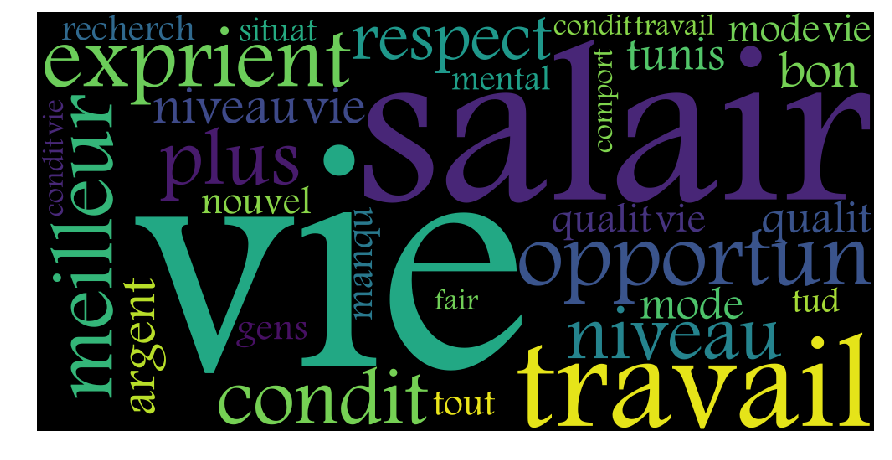 recherch
situat
condit travail
mode vie
exprient
respect
mental
tunis
bon
niveau vie
comport
condit vie
meilleur
plus
salair
nouvel
vie
manqu
qualit vie
qualit
opportun
argent
gens
fair
mode
tud
niveau
condit
tout
travail